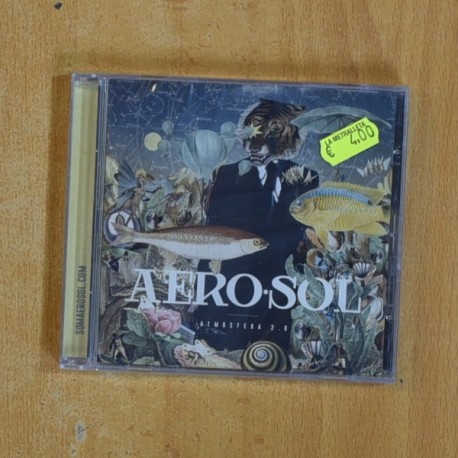 LA METRALLETA
€ 4,00
AERO·SOL
ATMOSFERA 2.0
SOMAEROSOL.COM